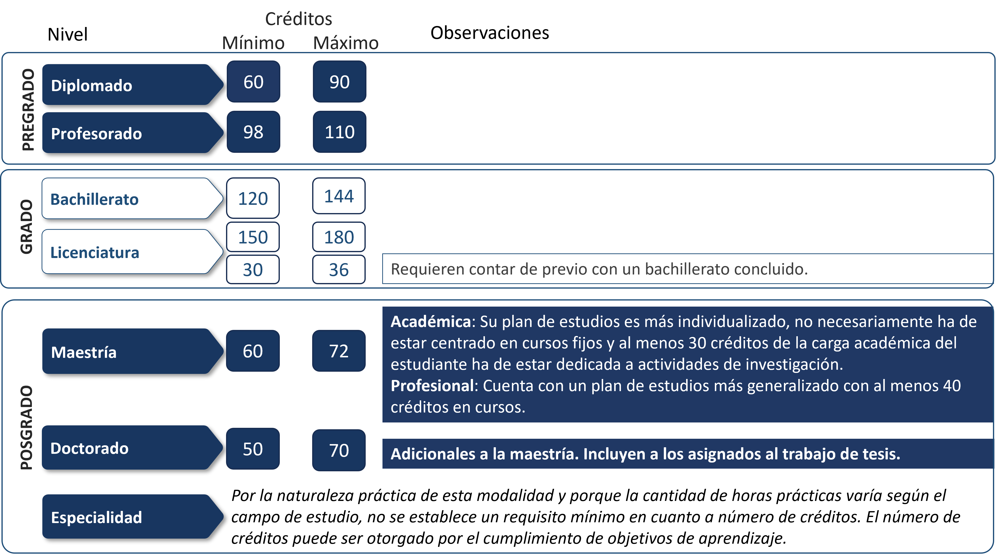 Créditos
Nivel
Observaciones
Mínimo Máximo
PREGRADO
Diplomado 60 90
Profesorado 98 110
GRADO
Bachillerato 120 144
Licenciatura 150 180
30 36 Requieren contar de previo con un bachillerato concluido.
POSGRADO
Maestría 60 72
Académica: Su plan de estudios es más individualizado, no necesariamente ha de
estar centrado en cursos fijos y al menos 30 créditos de la carga académica del
estudiante ha de estar dedicada a actividades de investigación.
Profesional: Cuenta con un plan de estudios más generalizado con al menos 40
créditos en cursos.
Doctorado 50 70 Adicionales a la maestría. Incluyen a los asignados al trabajo de tesis.
Especialidad
Por la naturaleza práctica de esta modalidad y porque la cantidad de horas prácticas varía según el
campo de estudio, no se establece un requisito mínimo en cuanto a número de créditos. El número de
créditos puede ser otorgado por el cumplimiento de objetivos de aprendizaje.